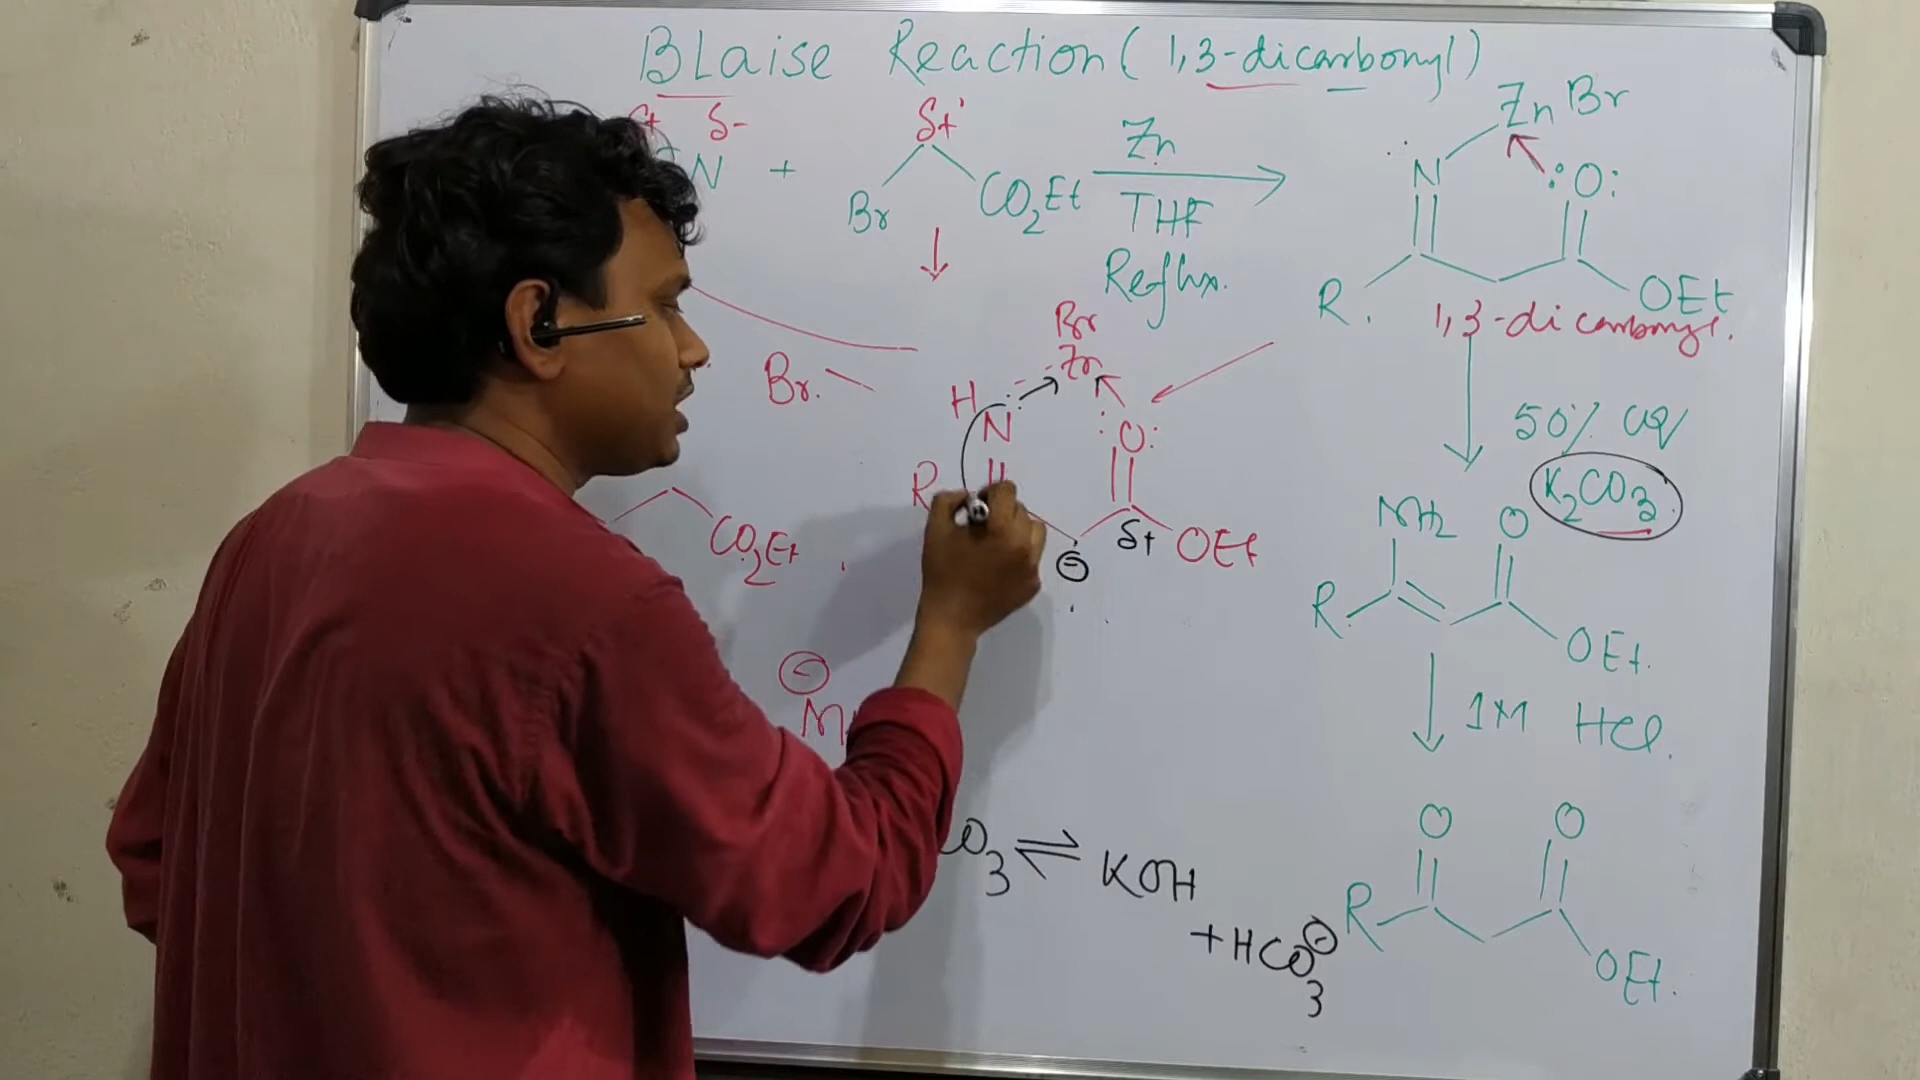 BLaise Reaction (1,3-dicarbonyl)
δ+ δ- δ+
N + Br CO2Et Zn THF Reflux.
N ZnBr :O: R. OEt
1,3-dicarbonyl.
Br.
Br
Zn
H N: :O:
R δ+ OEt
⊖
CO2Et .
50% aq
K2CO3
NH2 O
R OEt.
⊖
1M HCl.
CO3 ⇌ KOH
+HCO3⊖
O O
R OEt.